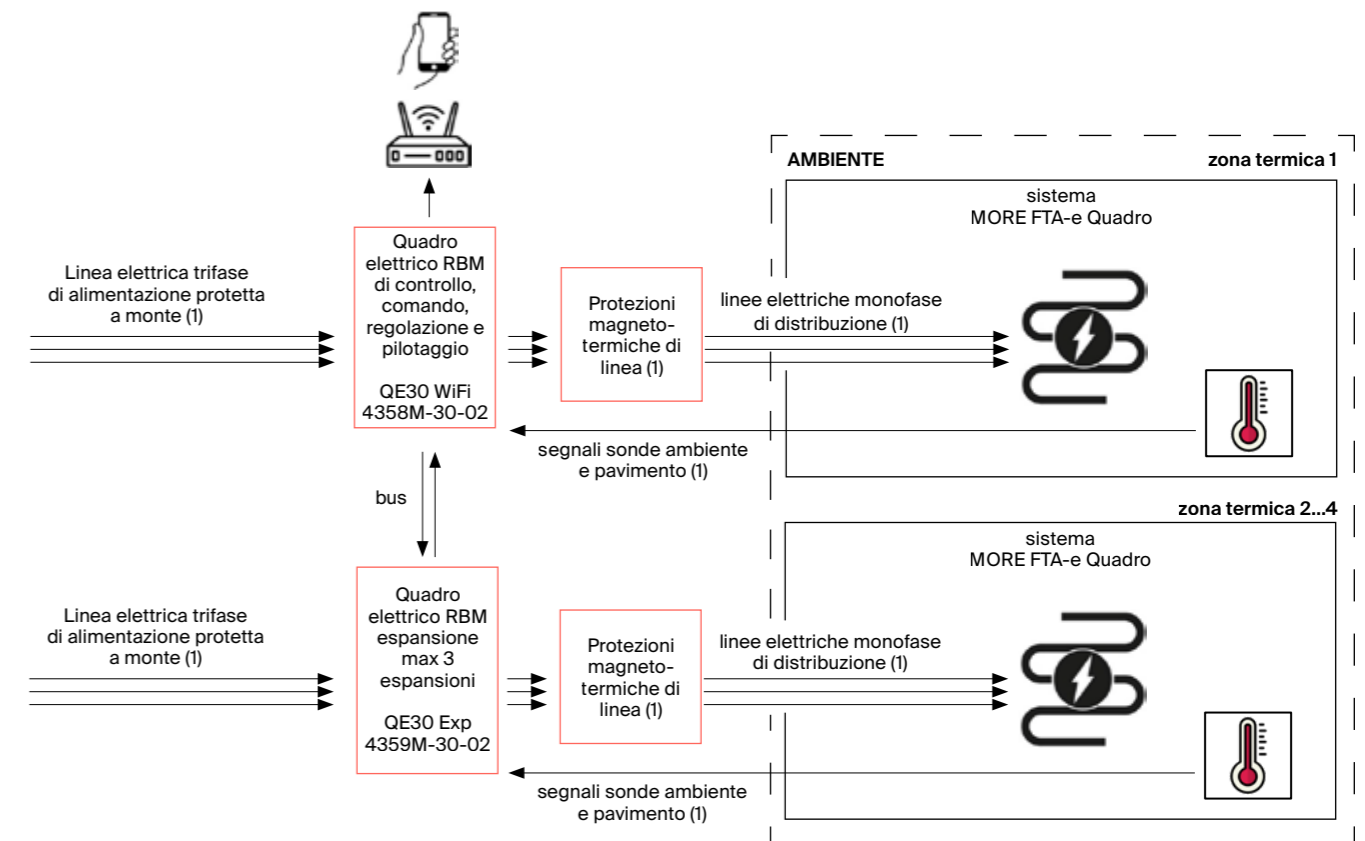 AMBIENTE
zona termica 1
sistema
MORE FTA-e Quadro
Linea elettrica trifase
di alimentazione protetta
a monte (1)
Quadro
elettrico RBM
di controllo,
comando,
regolazione e
pilotaggio
QE30 WiFi
4358M-30-02
Protezioni
magneto-
termiche di
linea (1)
linee elettriche monofase
di distribuzione (1)
segnali sonde ambiente
e pavimento (1)
bus
zona termica 2...4
sistema
MORE FTA-e Quadro
Linea elettrica trifase
di alimentazione protetta
a monte (1)
Quadro
elettrico RBM
espansione
max 3
espansioni
QE30 Exp
4359M-30-02
Protezioni
magneto-
termiche di
linea (1)
linee elettriche monofase
di distribuzione (1)
segnali sonde ambiente
e pavimento (1)